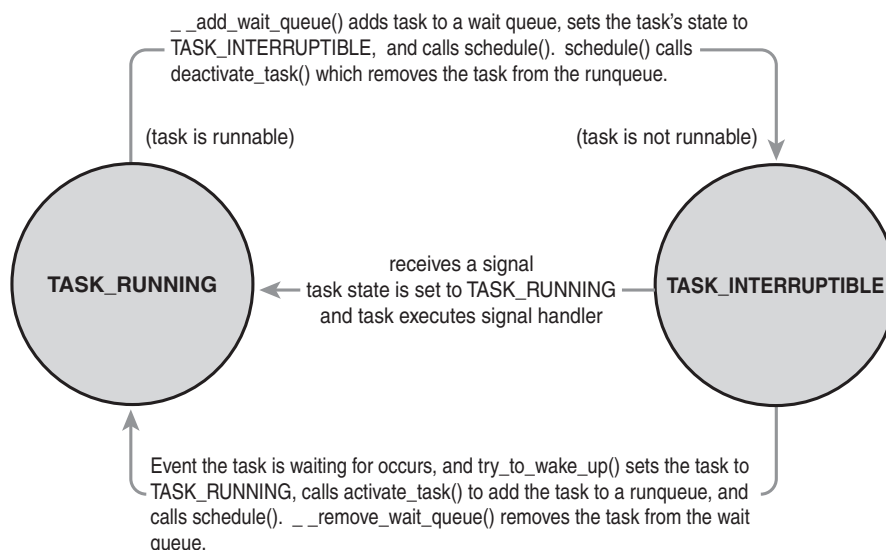 _ _add_wait_queue() adds task to a wait queue, sets the task’s state to
TASK_INTERRUPTIBLE, and calls schedule(). schedule() calls
deactivate_task() which removes the task from the runqueue.
(task is runnable)
(task is not runnable)
TASK_RUNNING
receives a signal
task state is set to TASK_RUNNING
and task executes signal handler
TASK_INTERRUPTIBLE
Event the task is waiting for occurs, and try_to_wake_up() sets the task to
TASK_RUNNING, calls activate_task() to add the task to a runqueue, and
calls schedule(). _ _remove_wait_queue() removes the task from the wait
queue.